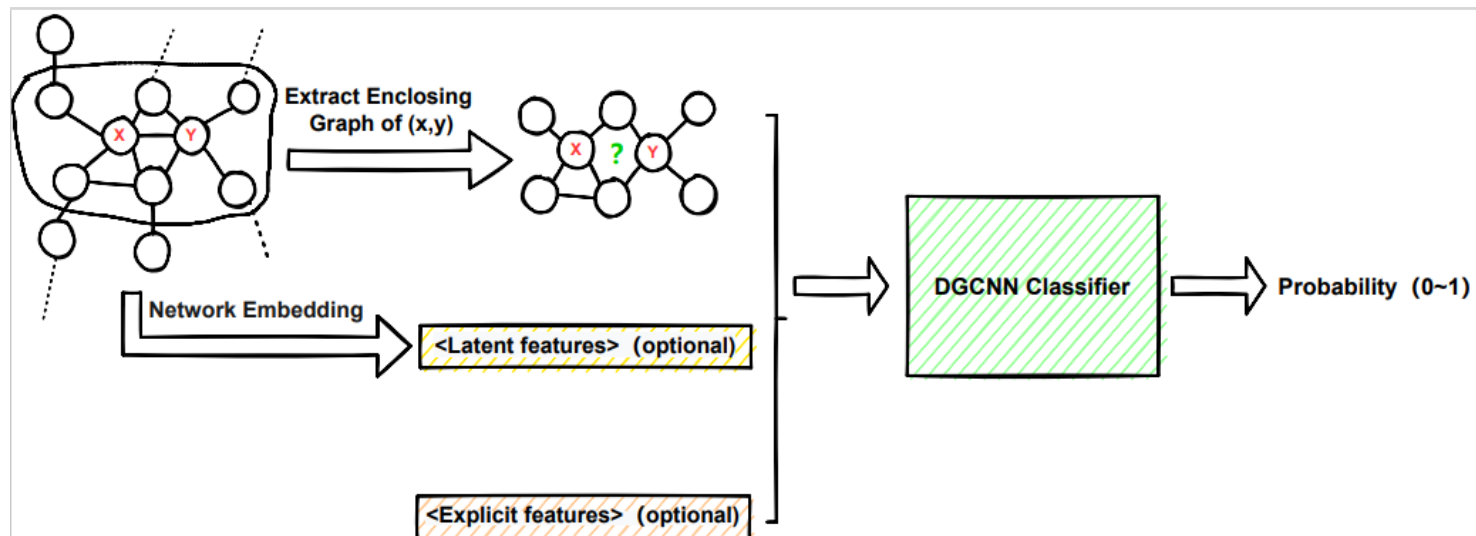 Extract Enclosing
Graph of (x,y)
X
Y
X
?
Y
Network Embedding
<Latent features> (optional)
<Explicit features> (optional)
DGCNN Classifier
Probability (0~1)